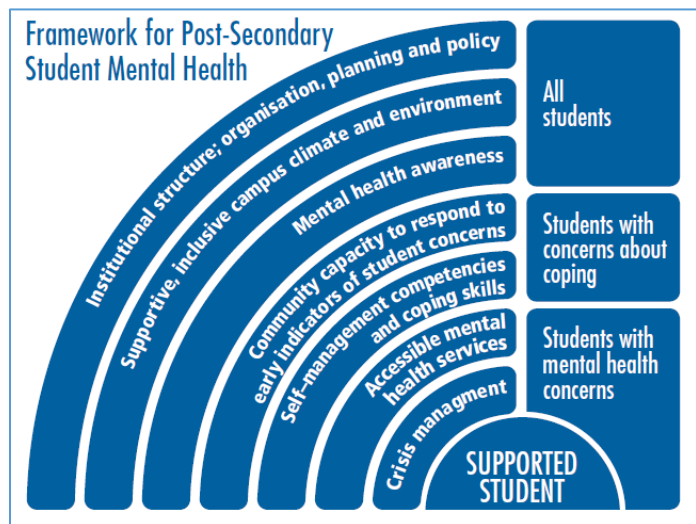 Framework for Post-Secondary
Student Mental Health
Institutional structure; organisation, planning and policy
Supportive, inclusive campus climate and environment
Mental health awareness
Community capacity to respond to
early indicators of student concerns
Self-management competencies
and coping skills
Accessible mental
health services
Crisis managment
All
students
Students with
concerns about
coping
Students with
mental health
concerns
SUPPORTED
STUDENT